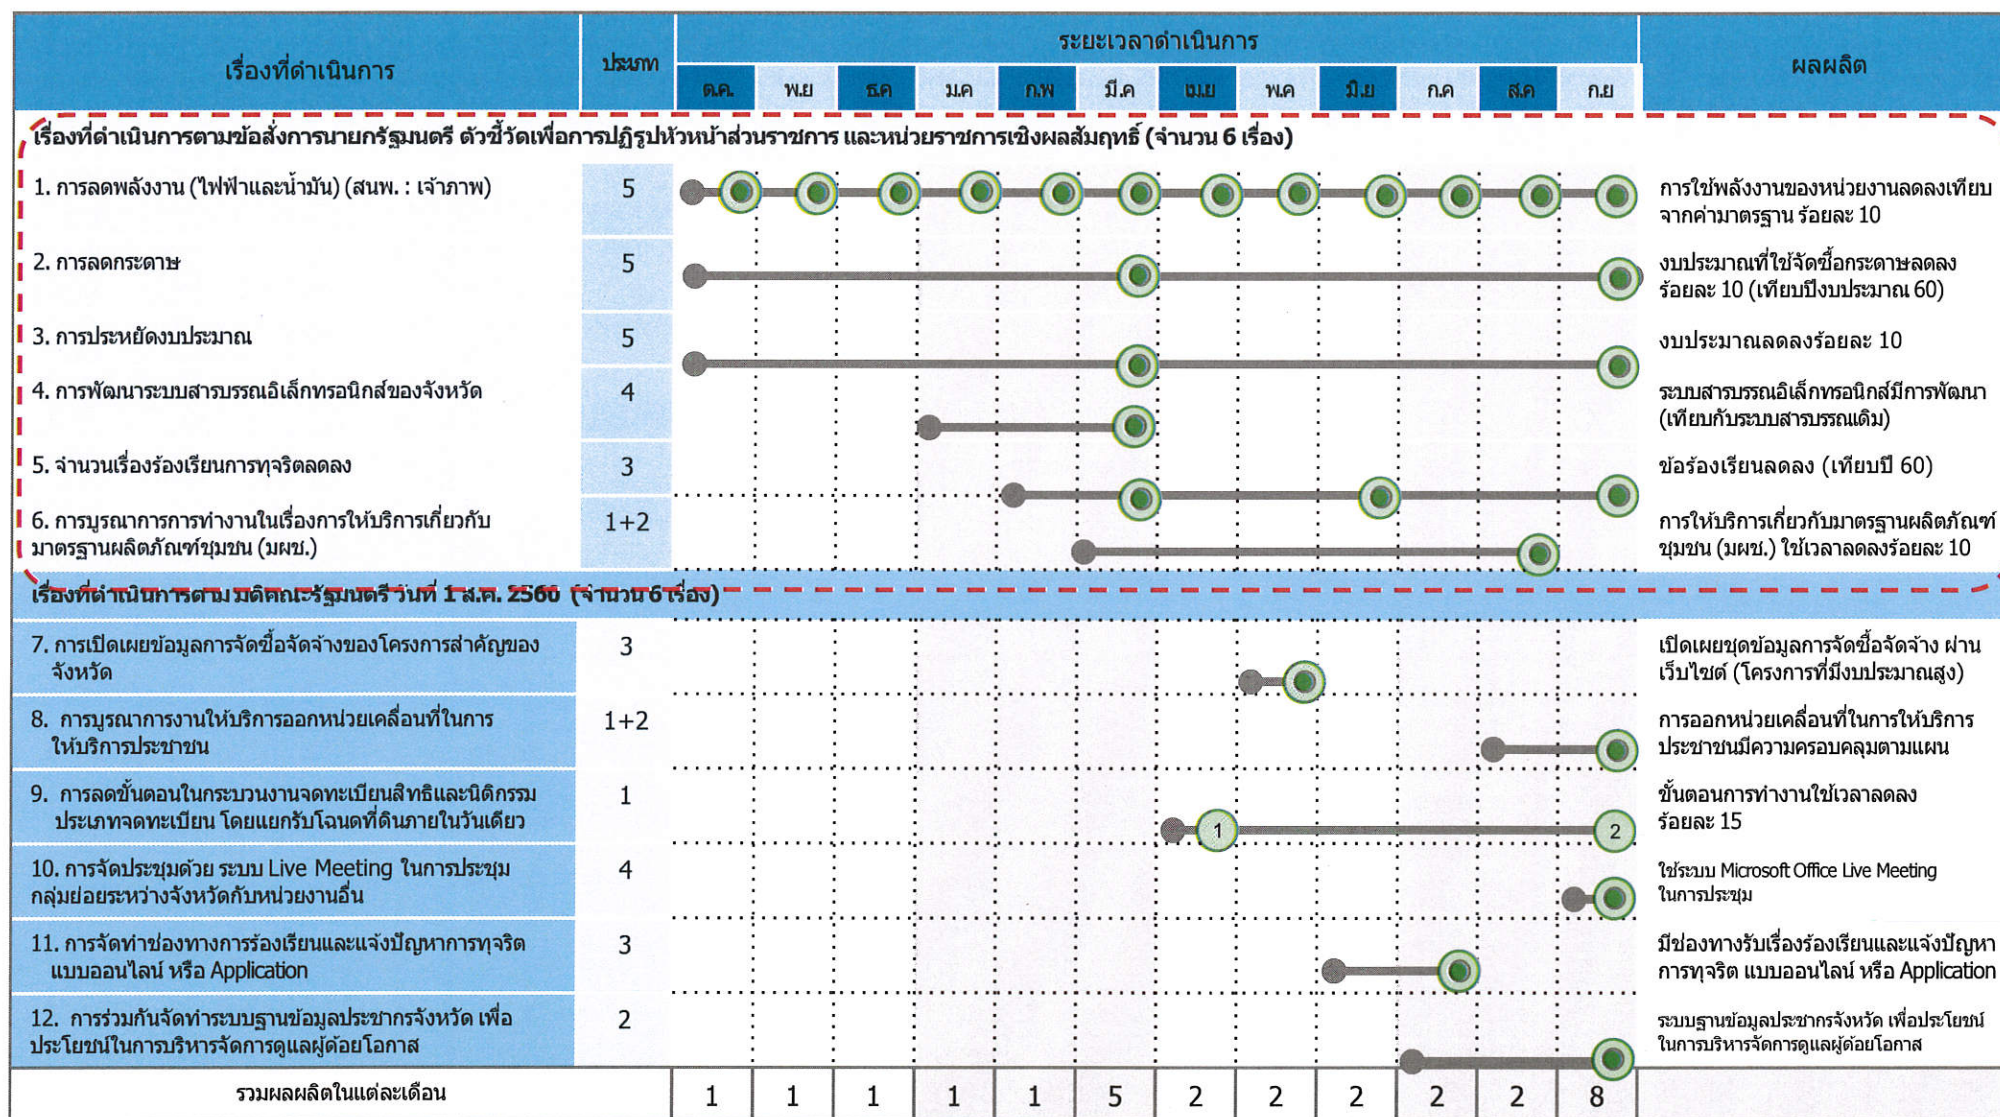 เรื่องที่ดำเนินการ
ประเภท
ระยะเวลาดำเนินการ
ผลผลิต
ต.ค. พ.ย ธ.ค ม.ค ก.พ มี.ค เม.ย พ.ค มิ.ย ก.ค ส.ค ก.ย
เรื่องที่ดำเนินการตามข้อสั่งการนายกรัฐมนตรี ตัวชี้วัดเพื่อการปฏิรูปหัวหน้าส่วนราชการ และหน่วยราชการเชิงผลสัมฤทธิ์ (จำนวน 6 เรื่อง)
1. การลดพลังงาน (ไฟฟ้าและน้ำมัน) (สนพ. : เจ้าภาพ)
5
การใช้พลังงานของหน่วยงานลดลงเทียบ
จากค่ามาตรฐาน ร้อยละ 10
2. การลดกระดาษ
5
งบประมาณที่ใช้จัดซื้อกระดาษลดลง
ร้อยละ 10 (เทียบปีงบประมาณ 60)
3. การประหยัดงบประมาณ
5
งบประมาณลดลงร้อยละ 10
4. การพัฒนาระบบสารบรรณอิเล็กทรอนิกส์ของจังหวัด
4
ระบบสารบรรณอิเล็กทรอนิกส์มีการพัฒนา
(เทียบกับระบบสารบรรณเดิม)
5. จำนวนเรื่องร้องเรียนการทุจริตลดลง
3
ข้อร้องเรียนลดลง (เทียบปี 60)
6. การบูรณาการการทำงานในเรื่องการให้บริการเกี่ยวกับ
มาตรฐานผลิตภัณฑ์ชุมชน (มผช.)
1+2
การให้บริการเกี่ยวกับมาตรฐานผลิตภัณฑ์
ชุมชน (มผช.) ใช้เวลาลดลงร้อยละ 10
เรื่องที่ดำเนินการตาม มติคณะรัฐมนตรี วันที่ 1 ส.ค. 2560 (จำนวน 6 เรื่อง)
7. การเปิดเผยข้อมูลการจัดซื้อจัดจ้างของโครงการสำคัญของ
จังหวัด
3
เปิดเผยชุดข้อมูลการจัดซื้อจัดจ้าง ผ่าน
เว็บไซต์ (โครงการที่มีงบประมาณสูง)
8. การบูรณาการงานให้บริการออกหน่วยเคลื่อนที่ในการ
ให้บริการประชาชน
1+2
การออกหน่วยเคลื่อนที่ในการให้บริการ
ประชาชนมีความครอบคลุมตามแผน
9. การลดขั้นตอนในกระบวนงานจดทะเบียนสิทธิและนิติกรรม
ประเภทจดทะเบียน โดยแยกรับโฉนดที่ดินภายในวันเดียว
1
1
2
ขั้นตอนการทำงานใช้เวลาลดลง
ร้อยละ 15
10. การจัดประชุมด้วย ระบบ Live Meeting ในการประชุม
กลุ่มย่อยระหว่างจังหวัดกับหน่วยงานอื่น
4
ใช้ระบบ Microsoft Office Live Meeting
ในการประชุม
11. การจัดทำช่องทางการร้องเรียนและแจ้งปัญหาการทุจริต
แบบออนไลน์ หรือ Application
3
มีช่องทางรับเรื่องร้องเรียนและแจ้งปัญหา
การทุจริต แบบออนไลน์ หรือ Application
12. การร่วมกันจัดทำระบบฐานข้อมูลประชากรจังหวัด เพื่อ
ประโยชน์ในการบริหารจัดการดูแลผู้ด้อยโอกาส
2
ระบบฐานข้อมูลประชากรจังหวัด เพื่อประโยชน์
ในการบริหารจัดการดูแลผู้ด้อยโอกาส
รวมผลผลิตในแต่ละเดือน 1 1 1 1 1 5 2 2 2 2 2 8